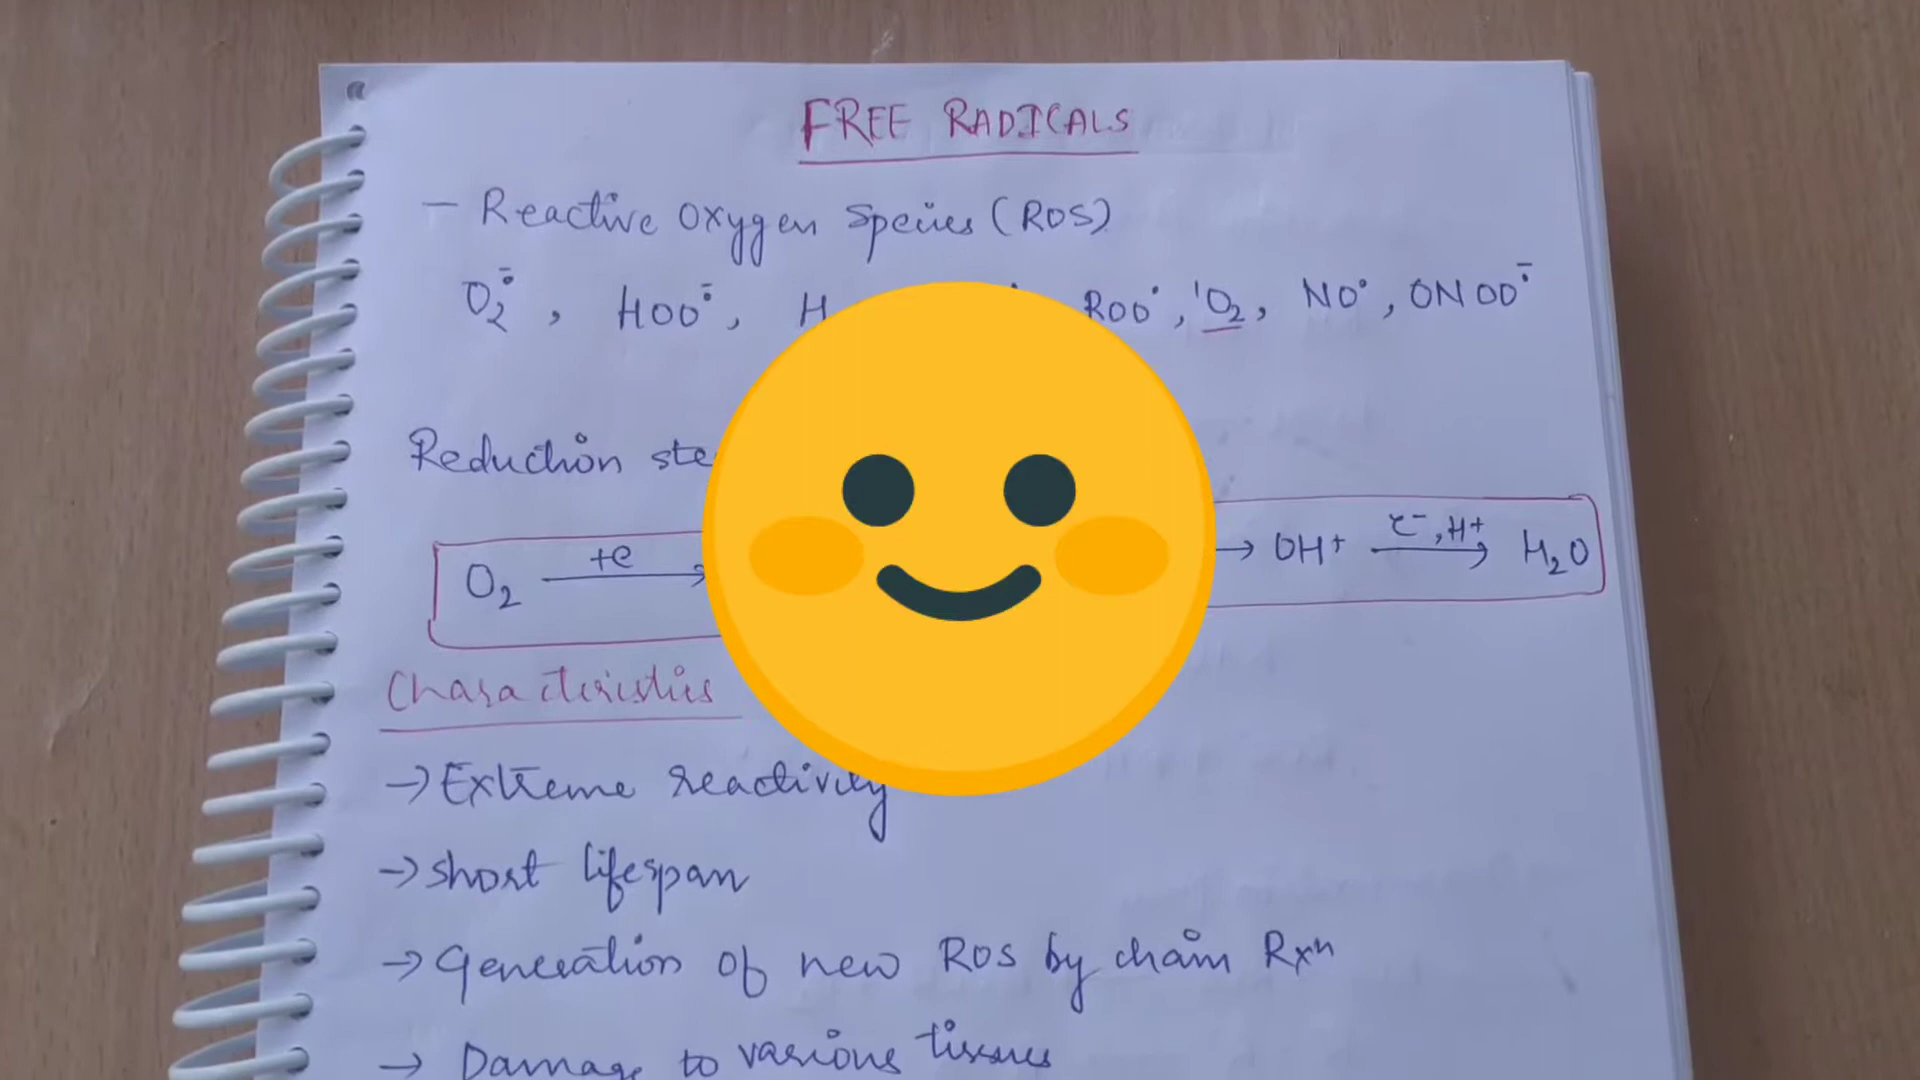 FREE RADICALS
- Reactive Oxygen Species (ROS)
O₂•̄ , HOO•̄ , H ROO• , ¹O₂ , NO• , ONOO•̄
Reduction
O₂ +e → → OH+ e⁻, H+ → H₂O
Characteristics
→ Extreme reactivity
→ Short lifespan
→ Generation of new ROS by chain Rxn
→ Damage to various tissues